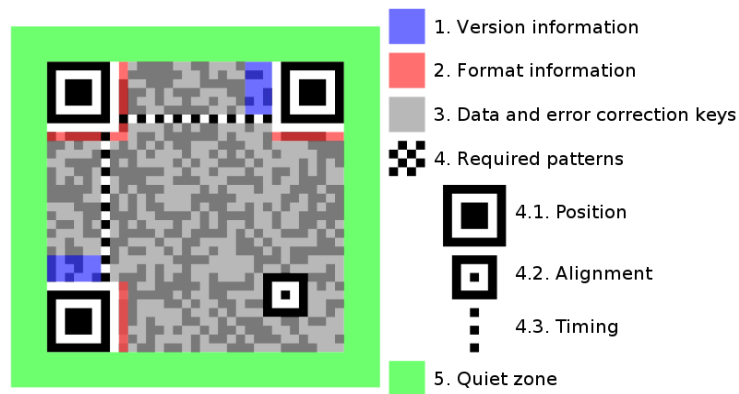 1. Version information
2. Format information
3. Data and error correction keys
4. Required patterns
4.1. Position
4.2. Alignment
4.3. Timing
5. Quiet zone